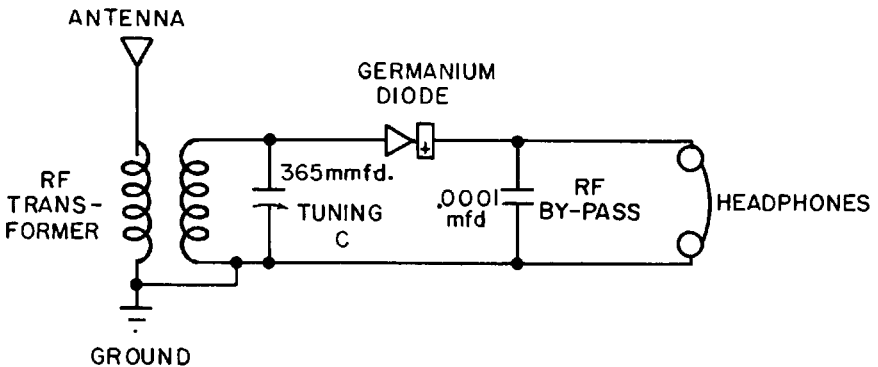 ANTENNA
GERMANIUM
DIODE
+
RF
TRANS-
FORMER
365mmfd.
TUNING
C
.0001
mfd
RF
BY-PASS
HEADPHONES
GROUND